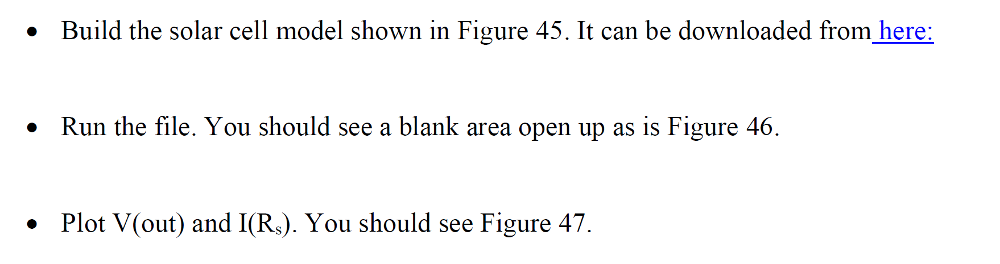 • Build the solar cell model shown in Figure 45. It can be downloaded from here:
• Run the file. You should see a blank area open up as is Figure 46.
• Plot V(out) and I(Rs). You should see Figure 47.